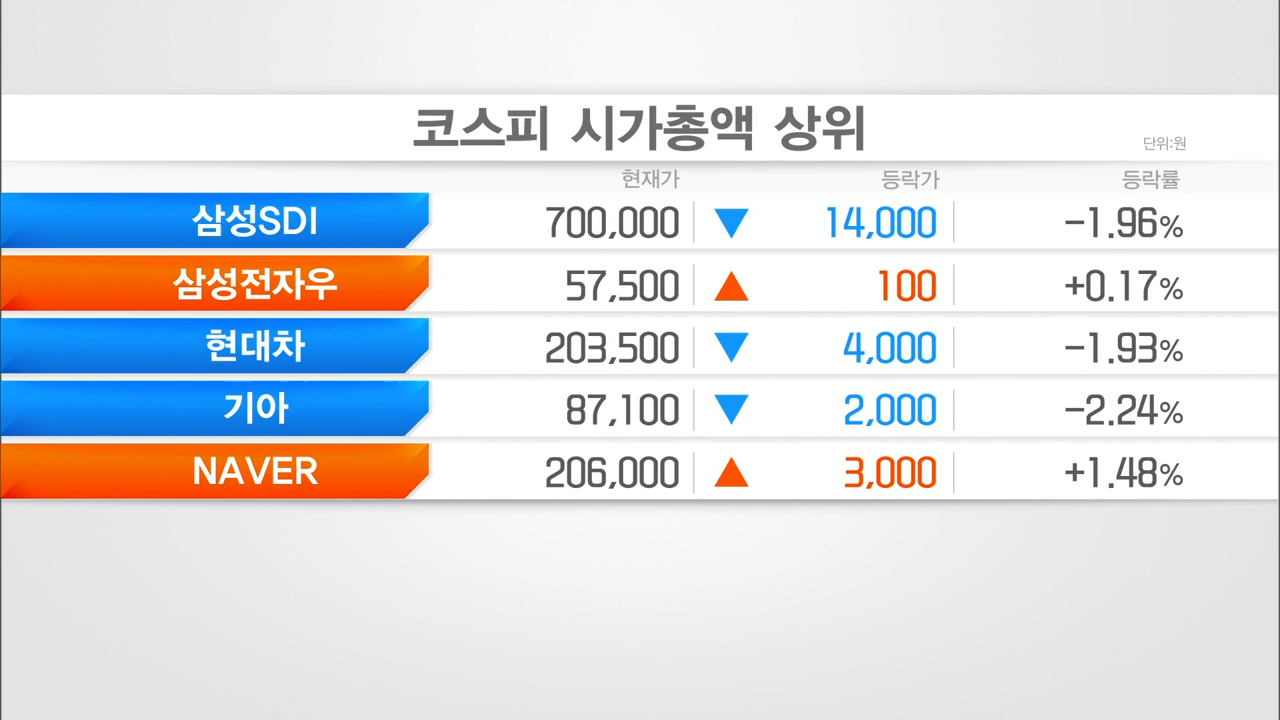 코스피 시가총액 상위
단위:원
현재가 등락가 등락률
삼성SDI 700,000 ▼ 14,000 -1.96%
삼성전자우 57,500 ▲ 100 +0.17%
현대차 203,500 ▼ 4,000 -1.93%
기아 87,100 ▼ 2,000 -2.24%
NAVER 206,000 ▲ 3,000 +1.48%